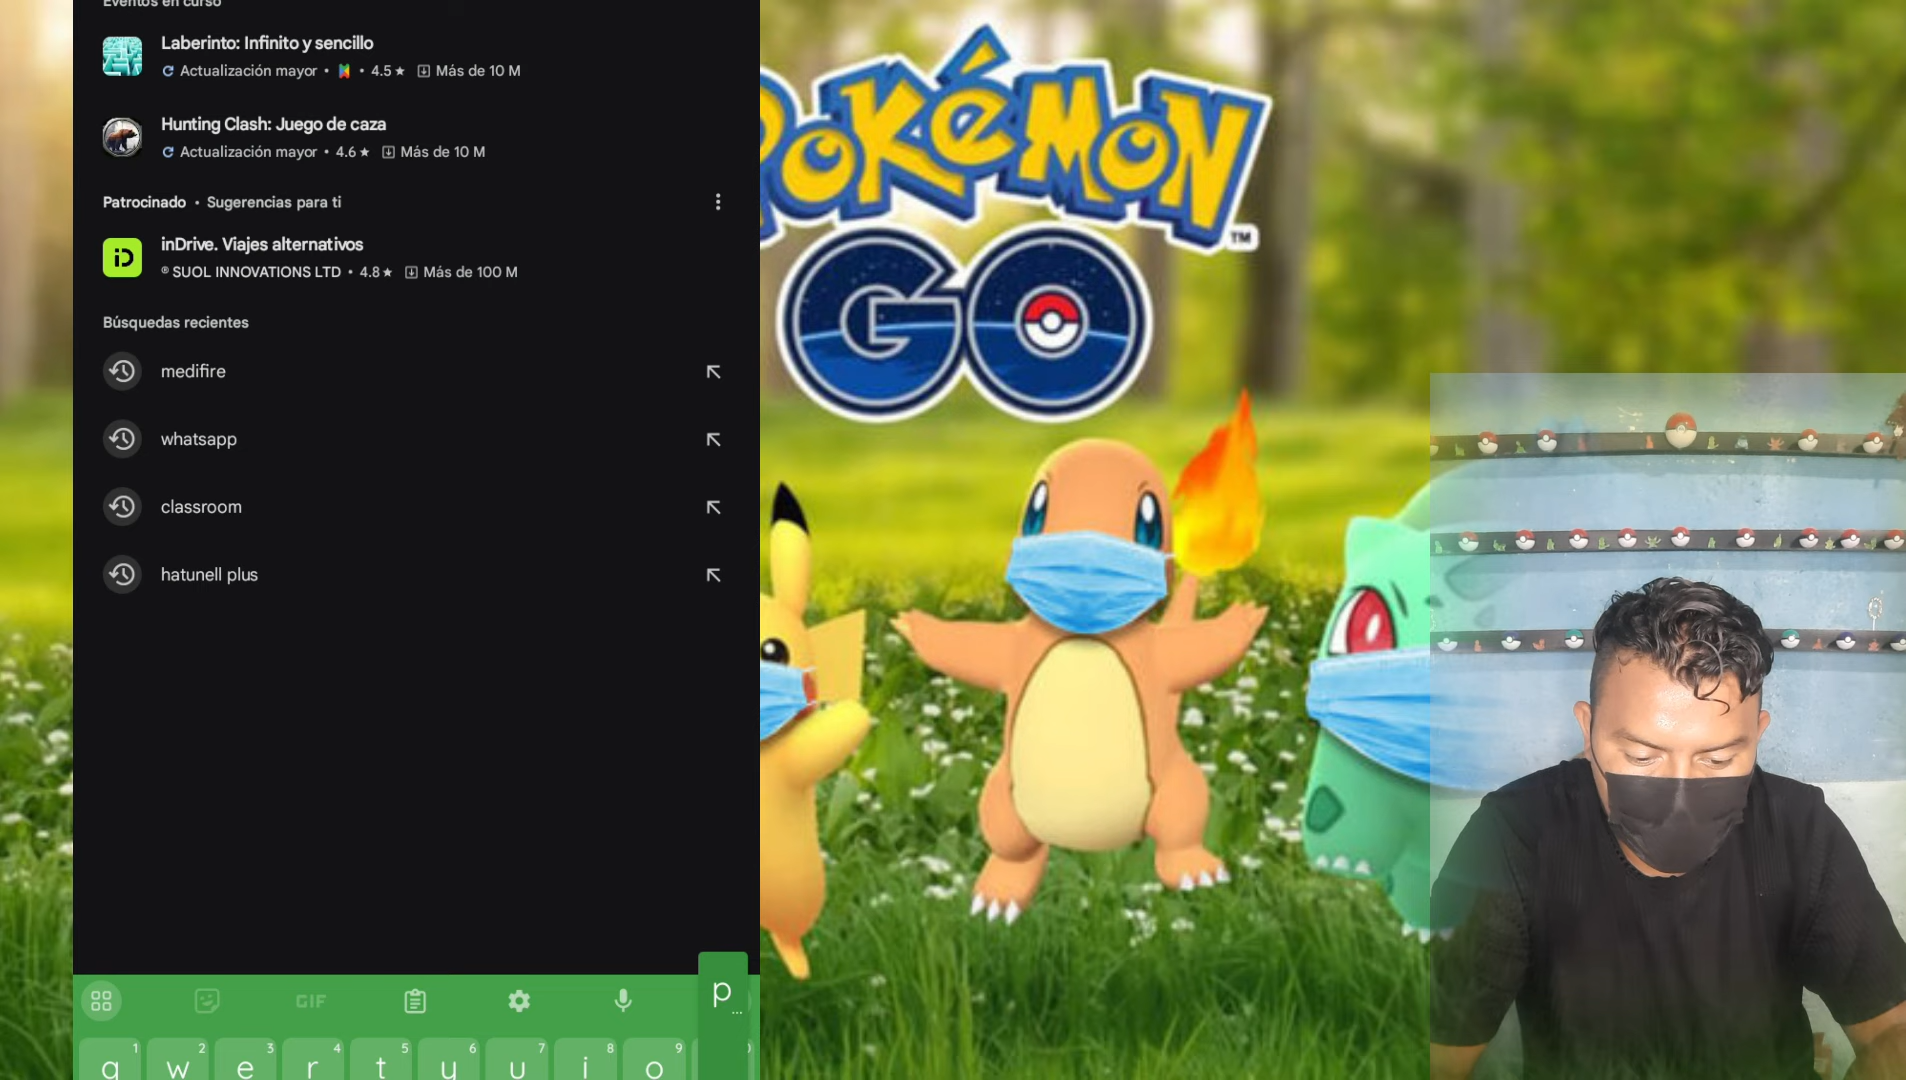 Eventos en curso
Laberinto: Infinito y sencillo
Actualización mayor • • 4.5 ★ Más de 10 M
Hunting Clash: Juego de caza
Actualización mayor • 4.6 ★ Más de 10 M
Patrocinado • Sugerencias para ti
inDrive. Viajes alternativos
® SUOL INNOVATIONS LTD • 4.8 ★ Más de 100 M
Búsquedas recientes
medifire
whatsapp
classroom
hatunell plus
GIF
p
...
1 2 3 4 5 6 7 8 9
q w e r t y u i o
Pokémon
GO
TM
iD